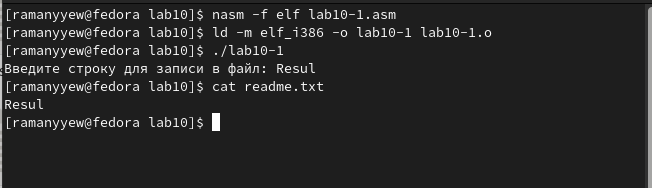 [ramanyyew@fedora lab10]$ nasm -f elf lab10-1.asm
[ramanyyew@fedora lab10]$ ld -m elf_i386 -o lab10-1 lab10-1.o
[ramanyyew@fedora lab10]$ ./lab10-1
Введите строку для записи в файл: Resul
[ramanyyew@fedora lab10]$ cat readme.txt
Resul
[ramanyyew@fedora lab10]$